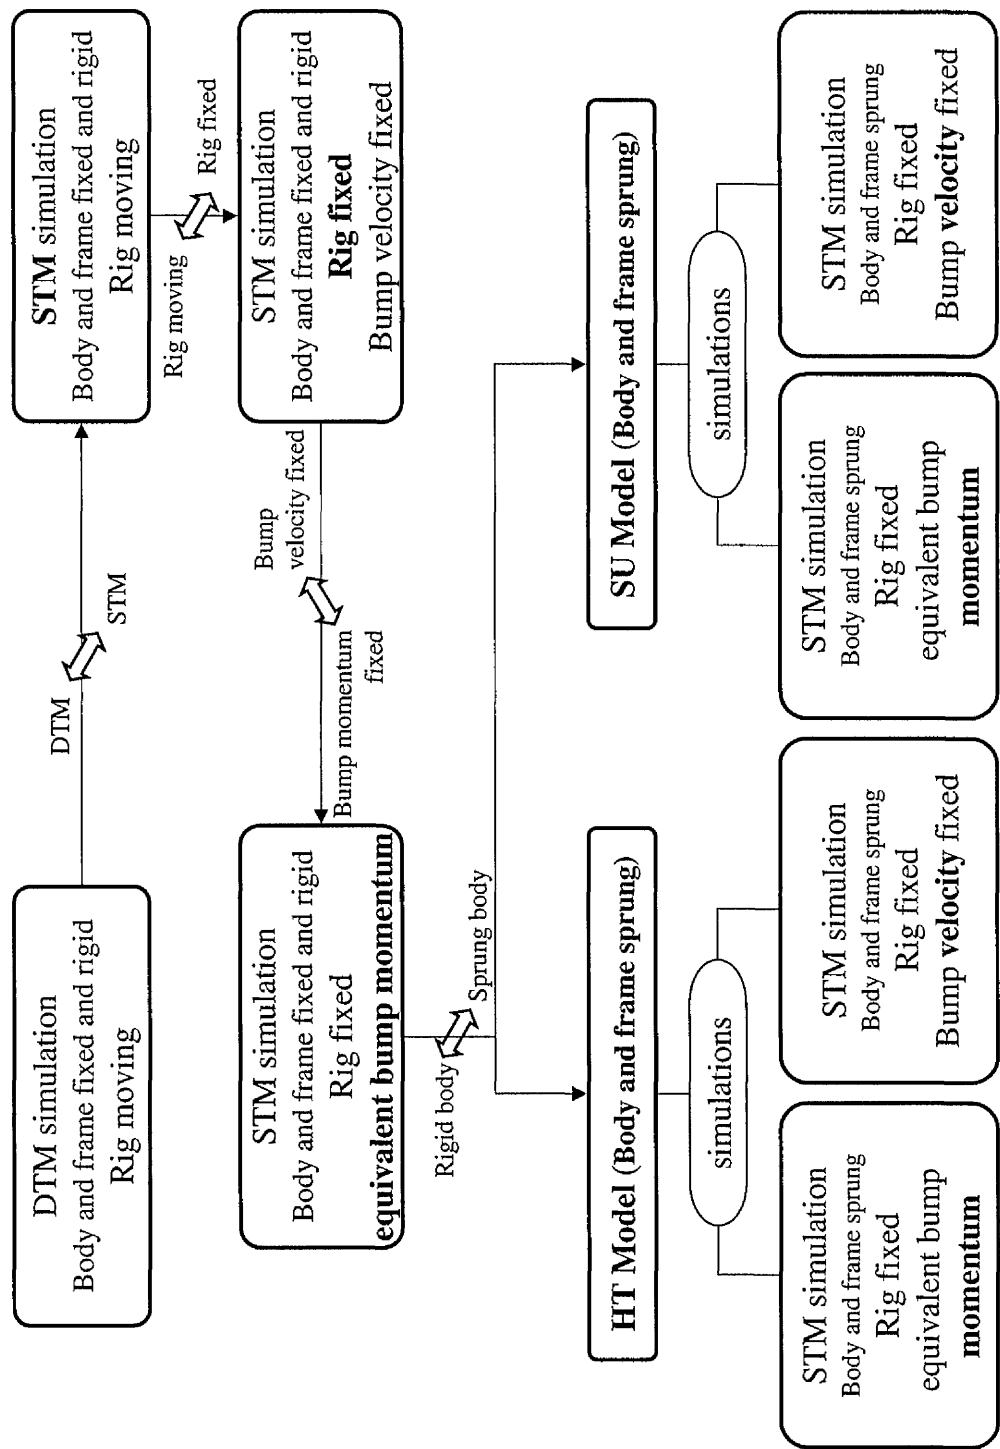 DTM simulation
Body and frame fixed and rigid
Rig moving
DTM
STM
STM simulation
Body and frame fixed and rigid
Rig moving
Rig moving
Rig fixed
STM simulation
Body and frame fixed and rigid
Rig fixed
Bump velocity fixed
Bump
velocity fixed
Bump momentum
fixed
STM simulation
Body and frame fixed and rigid
Rig fixed
equivalent bump momentum
Rigid body
Sprung body
HT Model (Body and frame sprung)
simulations
STM simulation
Body and frame sprung
Rig fixed
equivalent bump
momentum
STM simulation
Body and frame sprung
Rig fixed
Bump velocity fixed
SU Model (Body and frame sprung)
simulations
STM simulation
Body and frame sprung
Rig fixed
equivalent bump
momentum
STM simulation
Body and frame sprung
Rig fixed
Bump velocity fixed